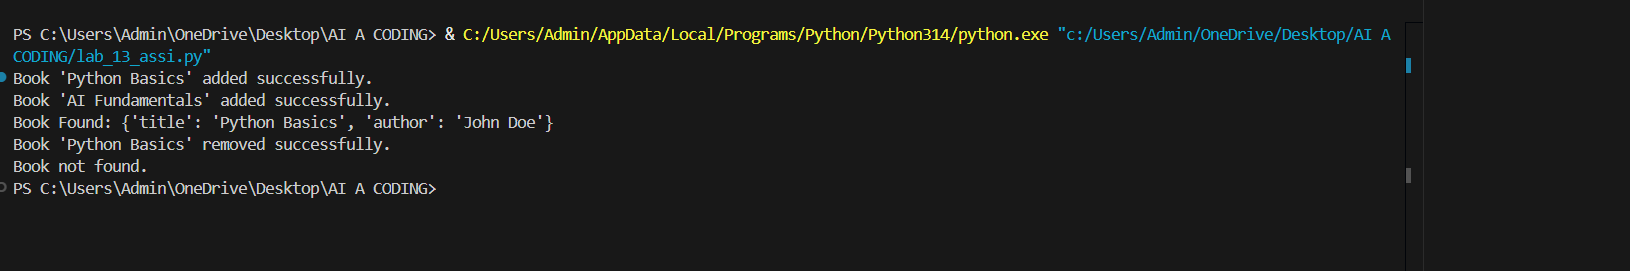 PS C:\Users\Admin\OneDrive\Desktop\AI A CODING> & C:/Users/Admin/AppData/Local/Programs/Python/Python314/python.exe "c:/Users/Admin/OneDrive/Desktop/AI A
CODING/lab_13_assi.py"
Book 'Python Basics' added successfully.
Book 'AI Fundamentals' added successfully.
Book Found: {'title': 'Python Basics', 'author': 'John Doe'}
Book 'Python Basics' removed successfully.
Book not found.
PS C:\Users\Admin\OneDrive\Desktop\AI A CODING>